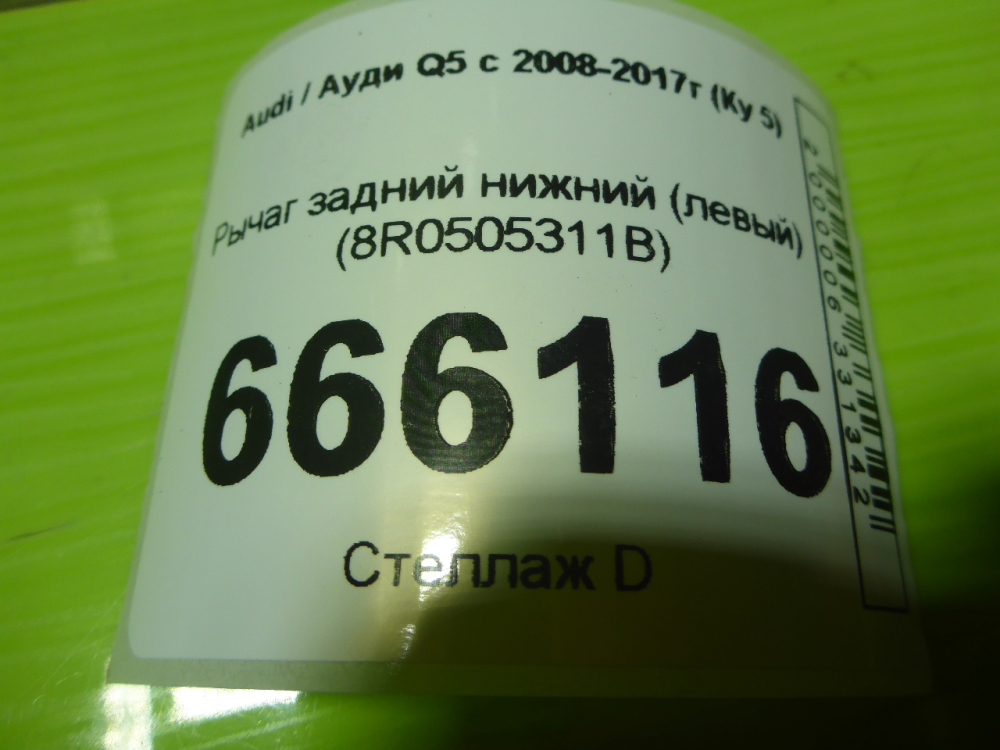 Audi / Ауди Q5 с 2008-2017г (Ку 5)
Рычаг задний нижний (левый)
(8R0505311B)
666116
Стеллаж D
2000006331342